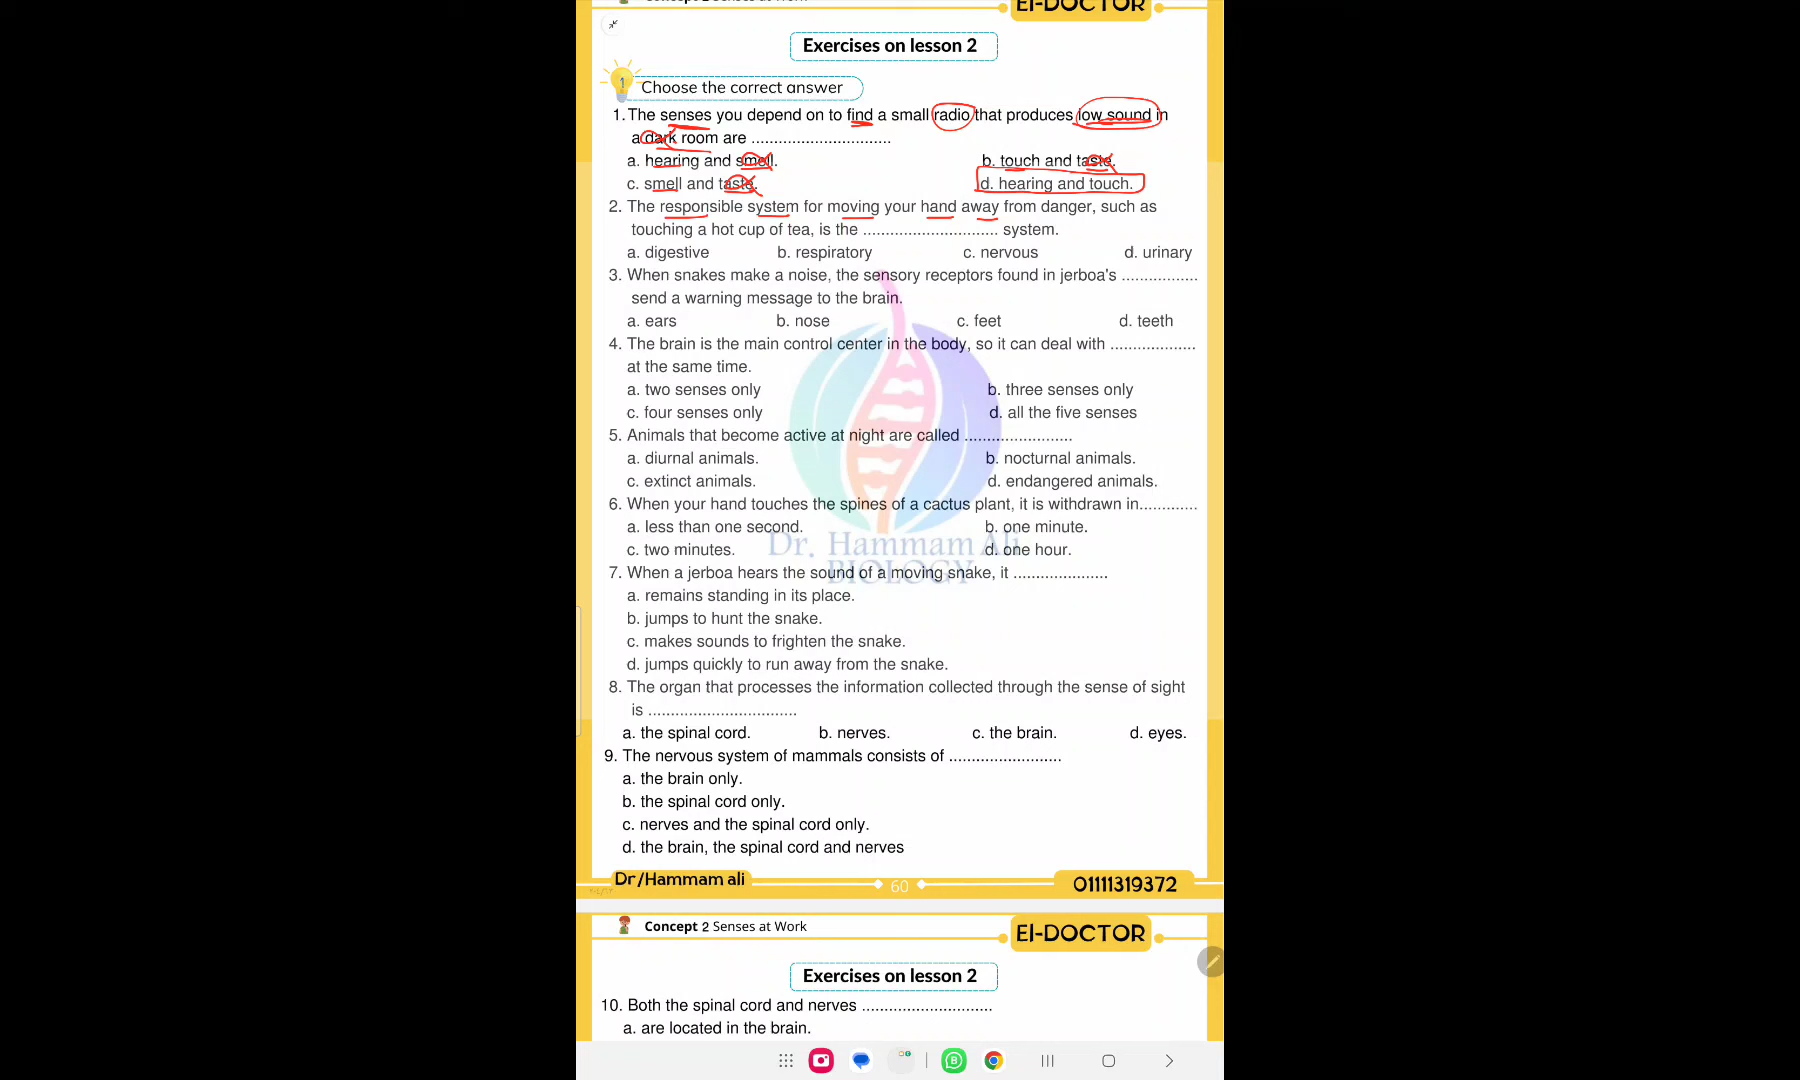 Concept 2 Senses at Work
El-DOCTOR
Exercises on lesson 2
1 Choose the correct answer
1. The senses you depend on to find a small radio that produces low sound in
a dark room are ..............................
a. hearing and smell. b. touch and taste.
c. smell and taste. d. hearing and touch.
2. The responsible system for moving your hand away from danger, such as
touching a hot cup of tea, is the .............................. system.
a. digestive b. respiratory c. nervous d. urinary
3. When snakes make a noise, the sensory receptors found in jerboa's .................
send a warning message to the brain.
a. ears b. nose c. feet d. teeth
4. The brain is the main control center in the body, so it can deal with ...................
at the same time.
a. two senses only b. three senses only
c. four senses only d. all the five senses
5. Animals that become active at night are called ........................
a. diurnal animals. b. nocturnal animals.
c. extinct animals. d. endangered animals.
6. When your hand touches the spines of a cactus plant, it is withdrawn in.............
a. less than one second. b. one minute.
c. two minutes. d. one hour.
Dr. Hammam Ali
BIOLOGY
7. When a jerboa hears the sound of a moving snake, it .....................
a. remains standing in its place.
b. jumps to hunt the snake.
c. makes sounds to frighten the snake.
d. jumps quickly to run away from the snake.
8. The organ that processes the information collected through the sense of sight
is .................................
a. the spinal cord. b. nerves. c. the brain. d. eyes.
9. The nervous system of mammals consists of .........................
a. the brain only.
b. the spinal cord only.
c. nerves and the spinal cord only.
d. the brain, the spinal cord and nerves
Dr/Hammam ali 60 01111319372
Concept 2 Senses at Work
El-DOCTOR
Exercises on lesson 2
10. Both the spinal cord and nerves .............................
a. are located in the brain.